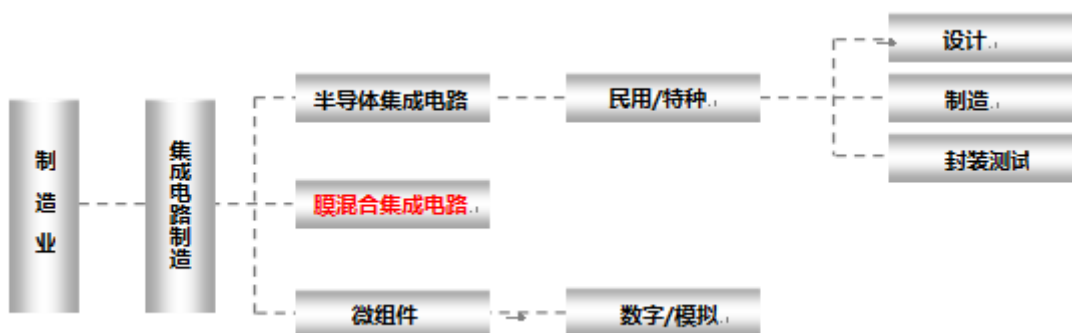 制造业
集成电路制造
半导体集成电路
膜混合集成电路
微组件
民用/特种
数字/模拟
设计
制造
封装测试